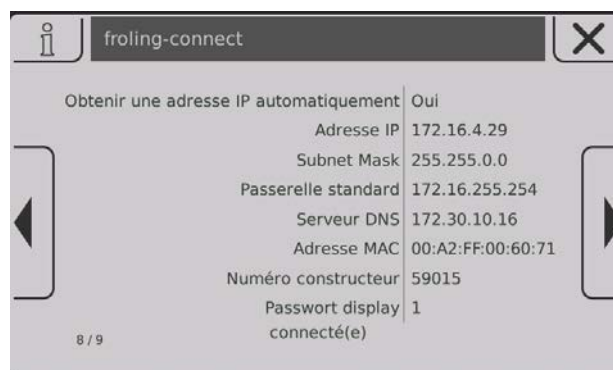 froling-connect
Obtenir une adresse IP automatiquement Oui
Adresse IP 172.16.4.29
Subnet Mask 255.255.0.0
Passerelle standard 172.16.255.254
Serveur DNS 172.30.10.16
Adresse MAC 00:A2:FF:00:60:71
Numéro constructeur 59015
Passwort display 1
connecté(e)
8 / 9